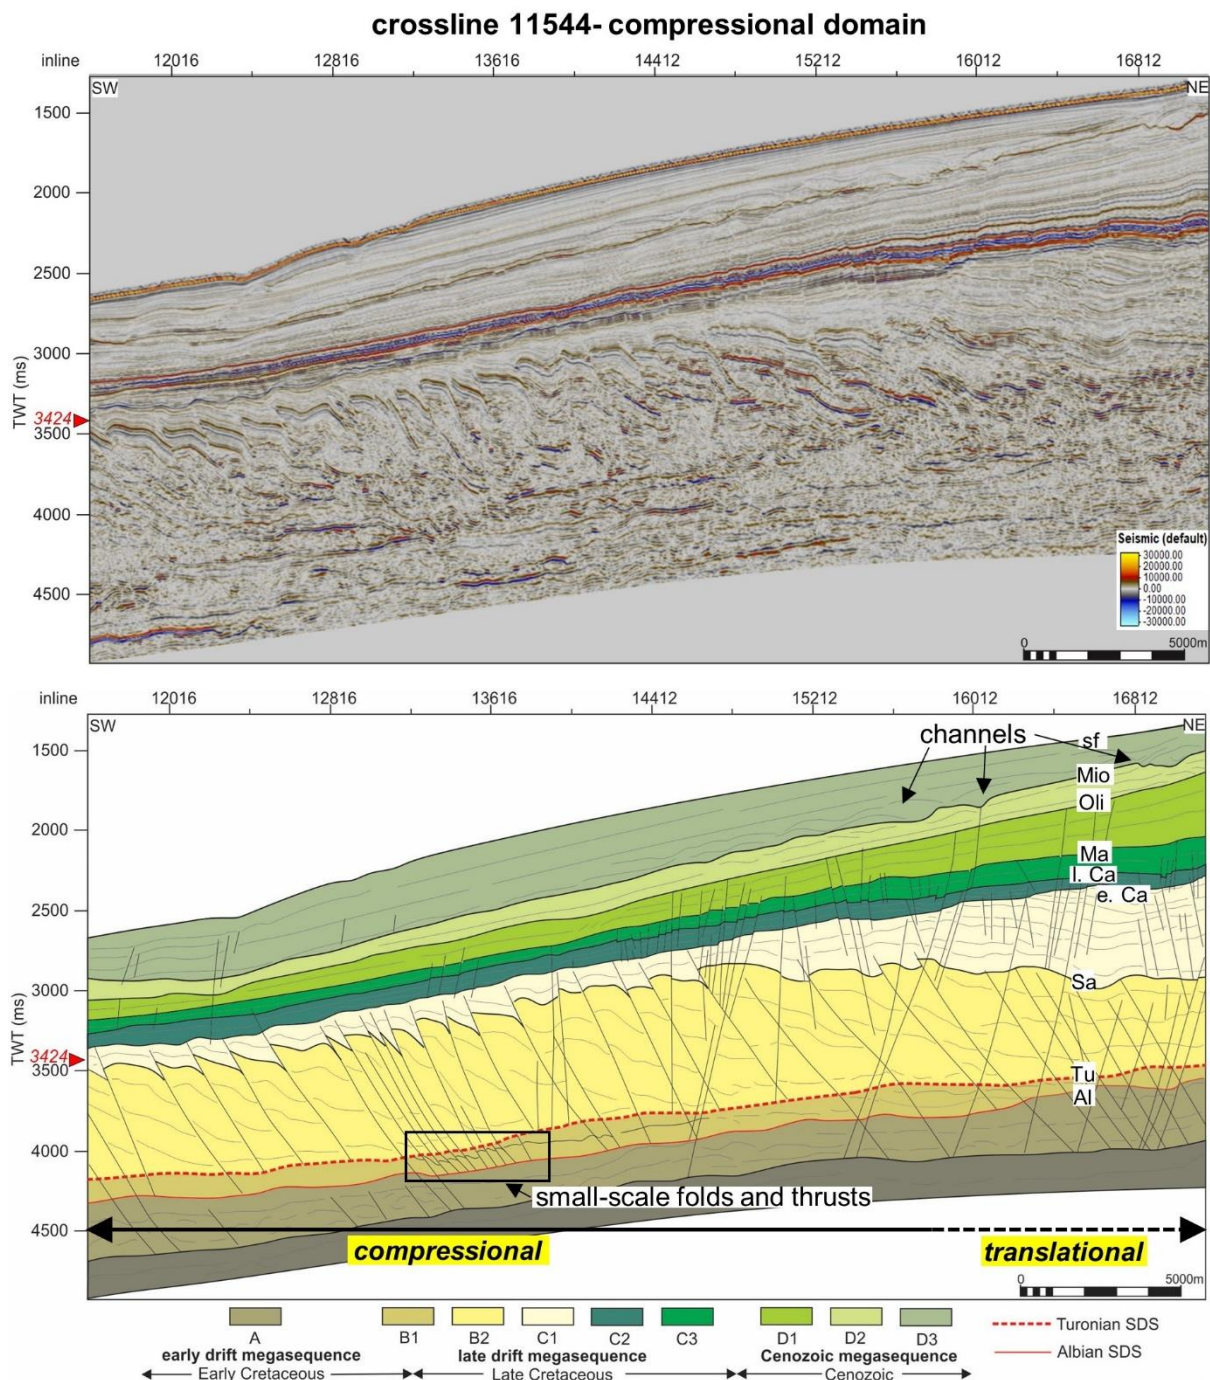 crossline 11544- compressional domain
inline 12016 12816 13616 14412 15212 16012 16812
SW NE
1500
2000
2500
3000
TWT (ms)
3424
3500
4000
4500
Seismic (default)
30000.00
20000.00
10000.00
0.00
-10000.00
-20000.00
-30000.00
0 5000m
inline 12016 12816 13616 14412 15212 16012 16812
SW NE
channels
sf
1500
Mio
Oli
2000
Ma
l. Ca
e. Ca
2500
Sa
3000
TWT (ms)
3424
3500
Tu
Al
4000
small-scale folds and thrusts
4500
compressional translational
0 5000m
A B1 B2 C1 C2 C3 D1 D2 D3
early drift megasequence late drift megasequence Cenozoic megasequence
Early Cretaceous Late Cretaceous Cenozoic
Turonian SDS
Albian SDS